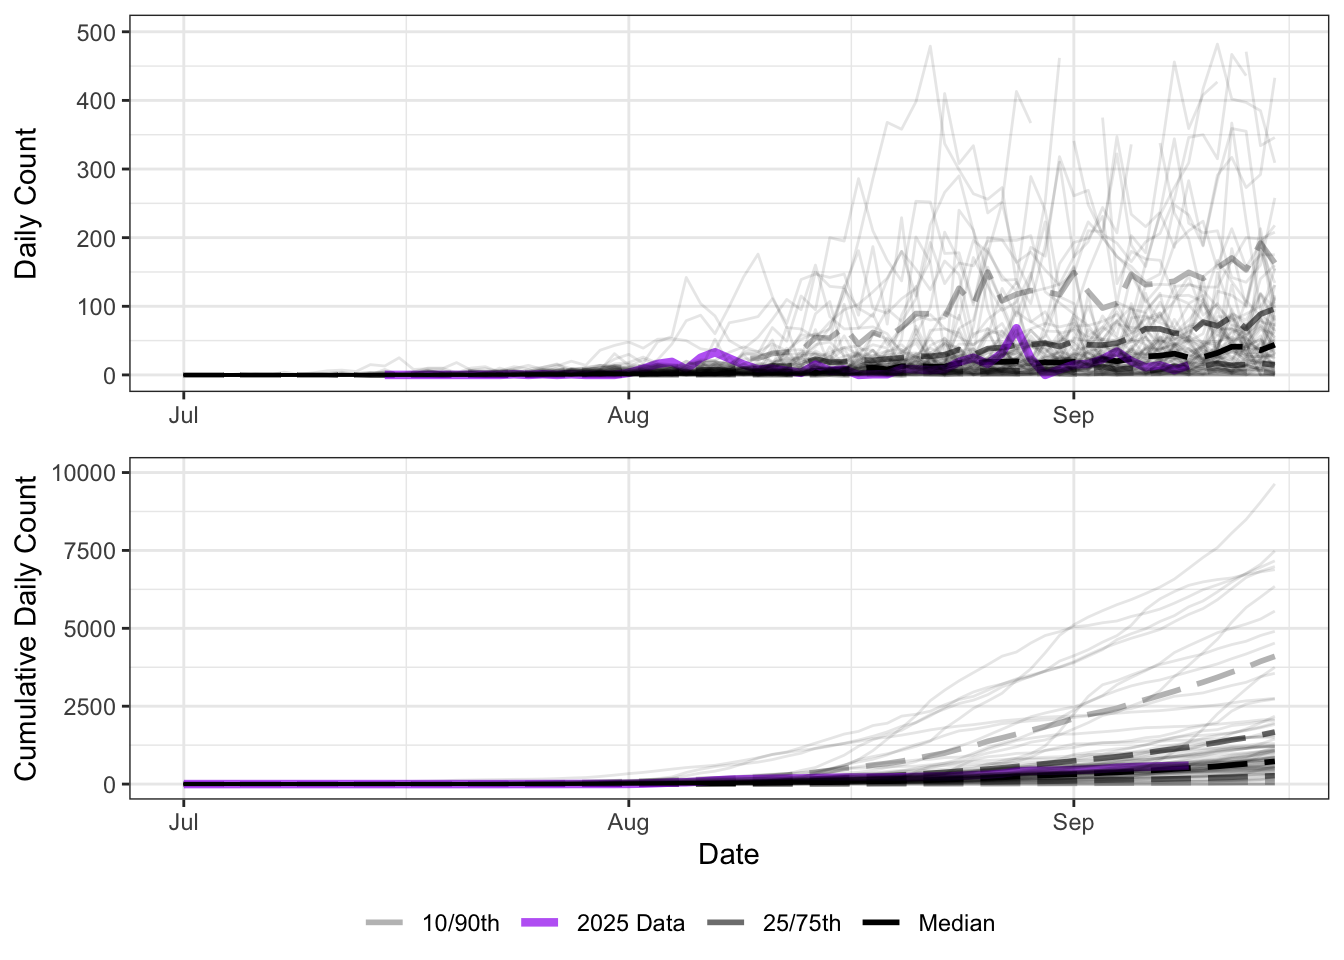 500
400
300
200
100
0
Daily Count
Jul Aug Sep
10000
7500
5000
2500
0
Cumulative Daily Count
Jul Aug Sep
Date
10/90th 2025 Data 25/75th Median